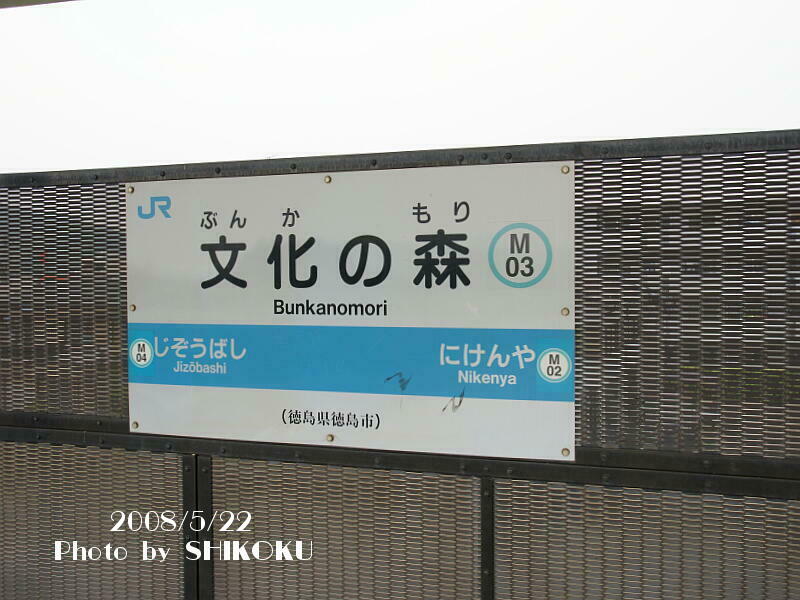 JR
ぶんか もり
文化の森
M
03
Bunkanomori
M
04
じぞうばし
Jizōbashi
にけんや
Nikenya
M
02
(徳島県徳島市)
2008/5/22
Photo by SHIKOKU